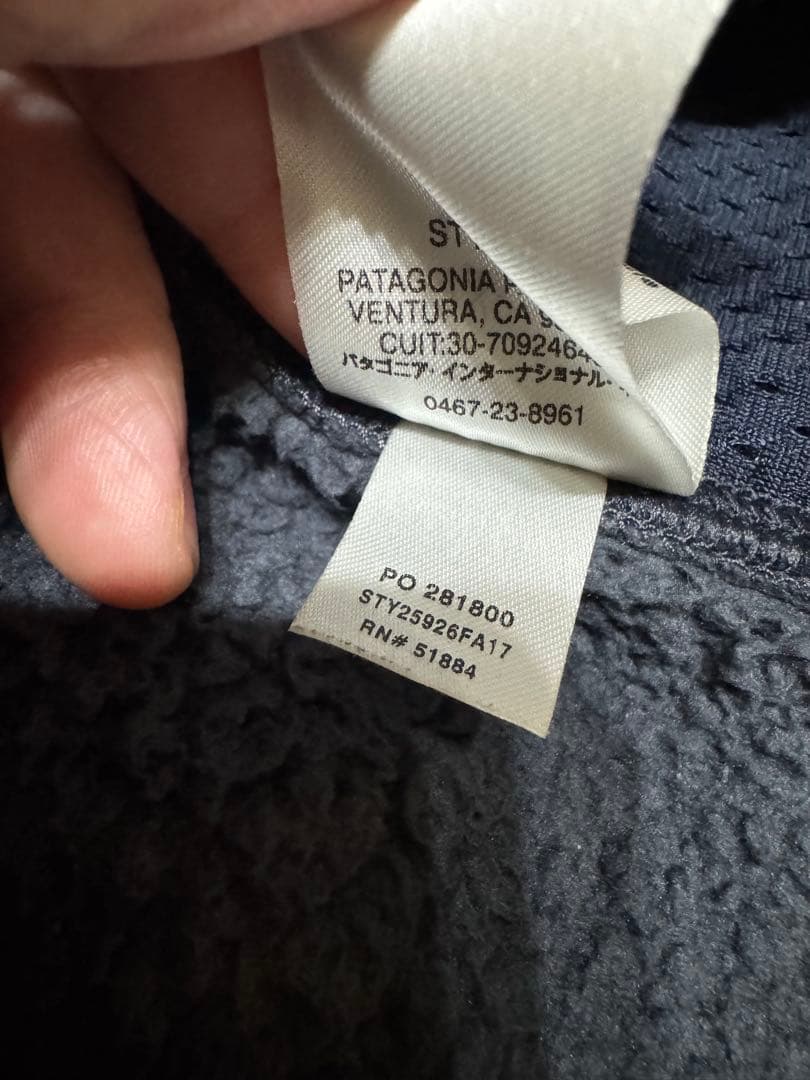 PATAGONIA
VENTURA, CA
CUIT:30-7092464
パタゴニア・インターナショナル・
0467-23-8961
PO 281800
STY25926FA17
RN# 51884